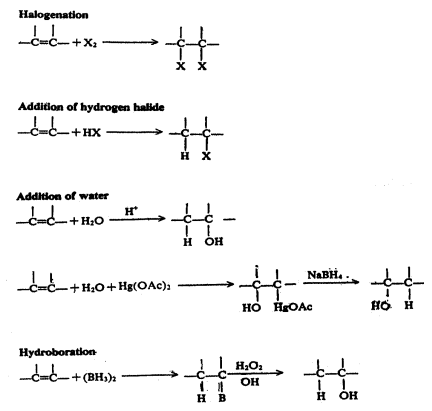 Halogenation
—C=C— + X₂ ⟶ —C—C—
X X
Addition of hydrogen halide
—C=C— + HX ⟶ —C—C—
H X
Addition of water
—C=C— + H₂O H⁺ ⟶ —C—C—
H OH
—C=C— + H₂O + Hg(OAc)₂ ⟶ —C—C— NaBH₄ ⟶ —C—C—
HO HgOAc HO H
Hydroboration
—C=C— + (BH₃)₂ ⟶ —C—C— H₂O₂ OH ⟶ —C—C—
H B H OH